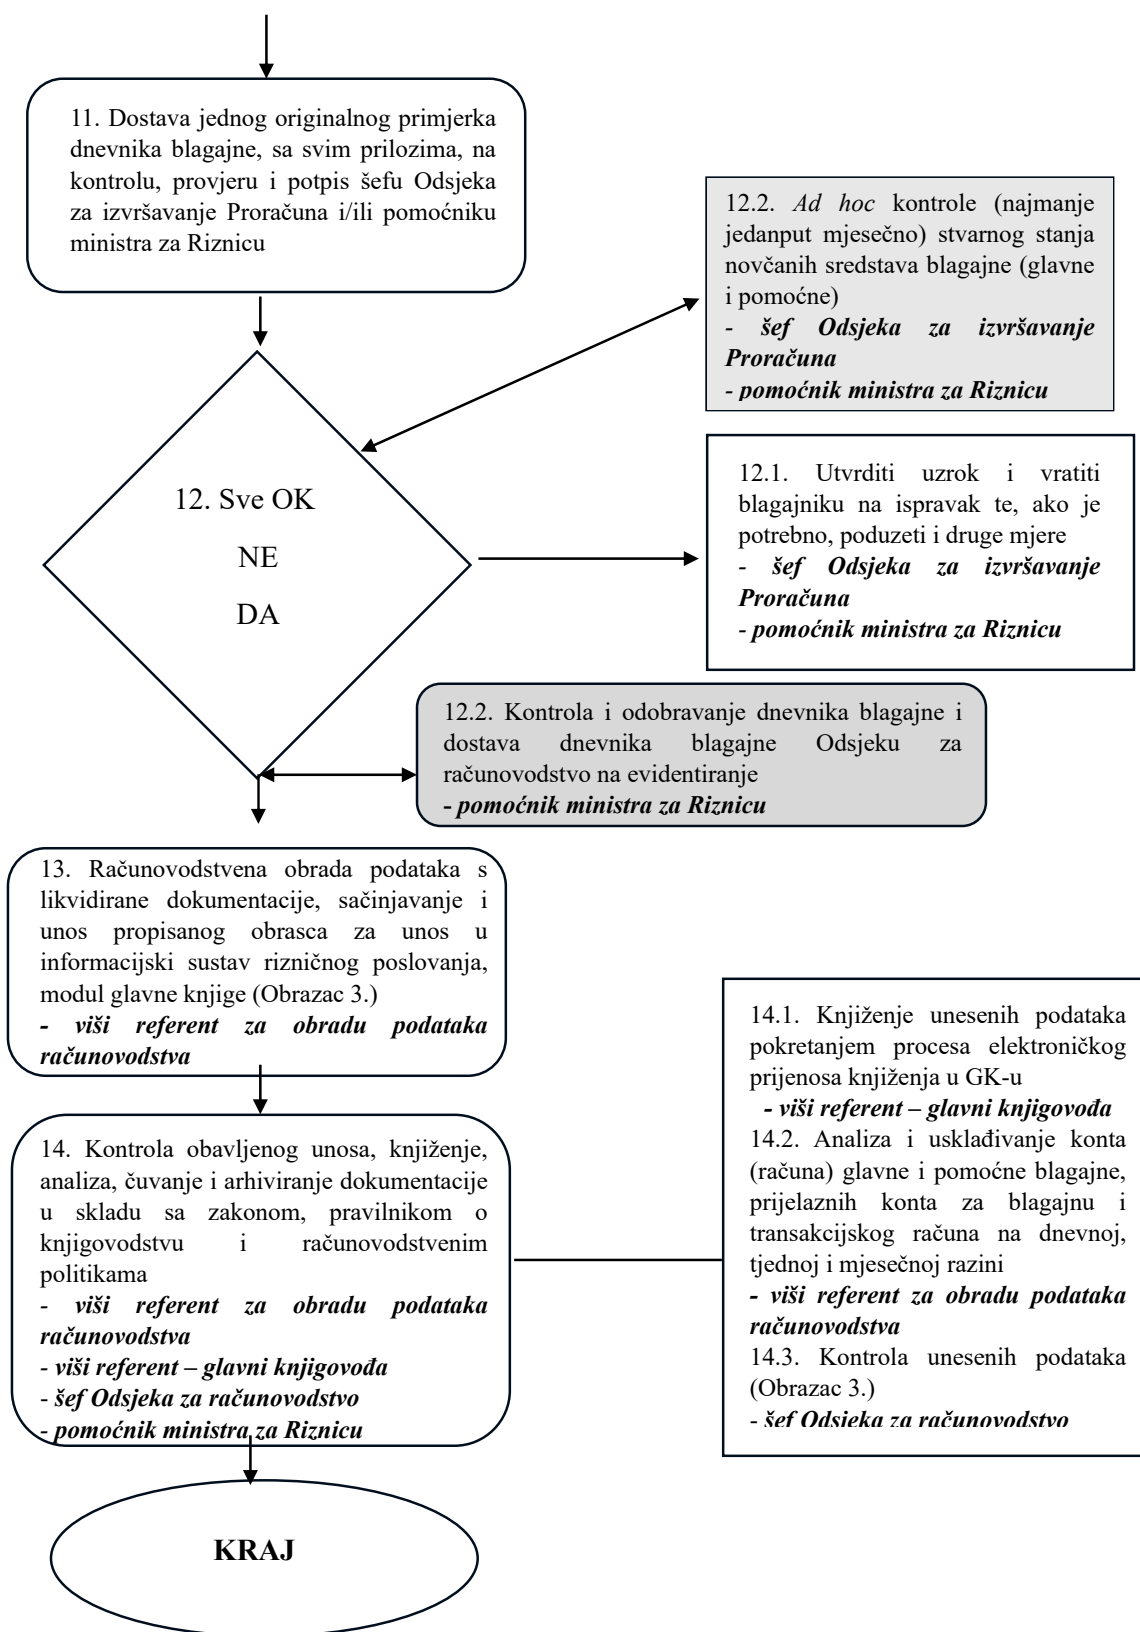 11. Dostava jednog originalnog primjerka
dnevnika blagajne, sa svim prilozima, na
kontrolu, provjeru i potpis šefu Odsjeka
za izvršavanje Proračuna i/ili pomoćniku
ministra za Riznicu
12.2. Ad hoc kontrole (najmanje
jedanput mjesečno) stvarnog stanja
novčanih sredstava blagajne (glavne
i pomoćne)
- šef Odsjeka za izvršavanje
Proračuna
- pomoćnik ministra za Riznicu
12. Sve OK
NE
DA
12.1. Utvrditi uzrok i vratiti
blagajniku na ispravak te, ako je
potrebno, poduzeti i druge mjere
- šef Odsjeka za izvršavanje
Proračuna
- pomoćnik ministra za Riznicu
12.2. Kontrola i odobravanje dnevnika blagajne i
dostava dnevnika blagajne Odsjeku za
računovodstvo na evidentiranje
- pomoćnik ministra za Riznicu
13. Računovodstvena obrada podataka s
likvidirane dokumentacije, sačinjavanje i
unos propisanog obrasca za unos u
informacijski sustav rizničnog poslovanja,
modul glavne knjige (Obrazac 3.)
- viši referent za obradu podataka
računovodstva
14. Kontrola obavljenog unosa, knjiženje,
analiza, čuvanje i arhiviranje dokumentacije
u skladu sa zakonom, pravilnikom o
knjigovodstvu i računovodstvenim
politikama
- viši referent za obradu podataka
računovodstva
- viši referent – glavni knjigovođa
- šef Odsjeka za računovodstvo
- pomoćnik ministra za Riznicu
14.1. Knjiženje unesenih podataka
pokretanjem procesa elektroničkog
prijenosa knjiženja u GK-u
- viši referent – glavni knjigovođa
14.2. Analiza i usklađivanje konta
(računa) glavne i pomoćne blagajne,
prijelaznih konta za blagajnu i
transakcijskog računa na dnevnoj,
tjednoj i mjesečnoj razini
- viši referent za obradu podataka
računovodstva
14.3. Kontrola unesenih podataka
(Obrazac 3.)
- šef Odsjeka za računovodstvo
KRAJ